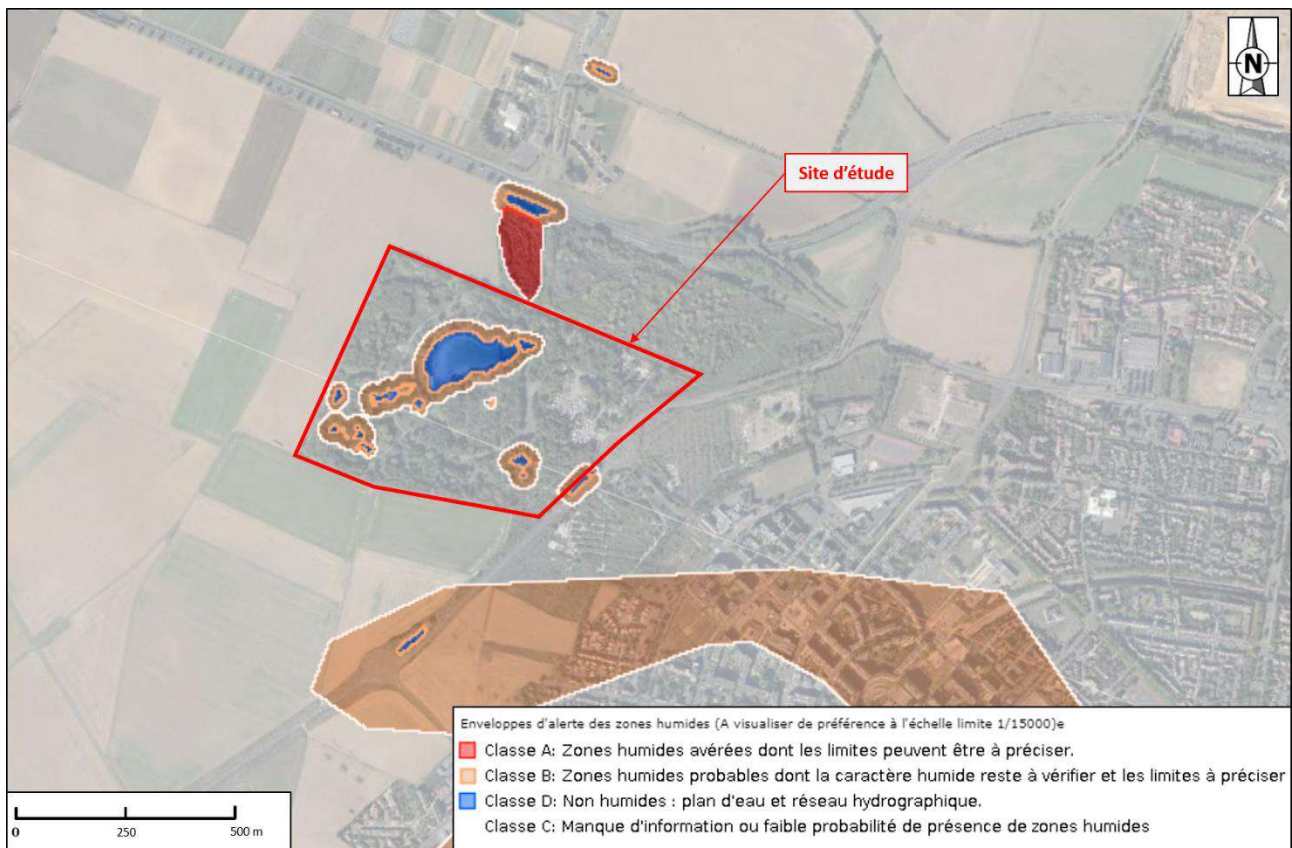 N
Site d'étude
Enveloppes d'alerte des zones humides (A visualiser de préférence à l'échelle limite 1/15000)e
Classe A: Zones humides avérées dont les limites peuvent être à préciser.
Classe B: Zones humides probables dont la caractère humide reste à vérifier et les limites à préciser
Classe D: Non humides : plan d'eau et réseau hydrographique.
Classe C: Manque d'information ou faible probabilité de présence de zones humides
0 250 500 m